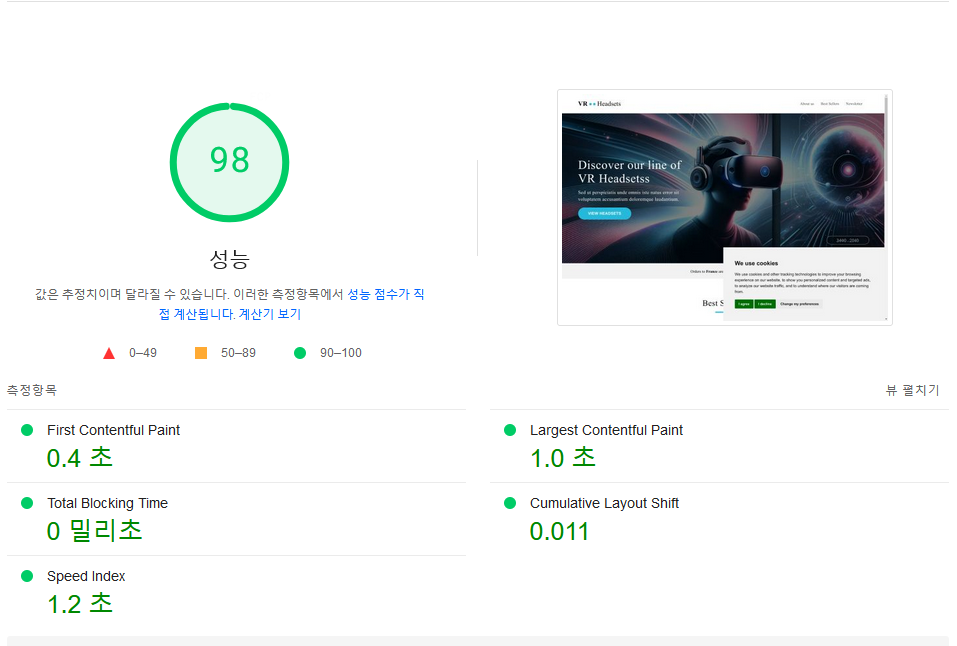 98
성능
값은 추정치이며 달라질 수 있습니다. 이러한 측정항목에서 성능 점수가 직
접 계산됩니다. 계산기 보기
0–49
50–89
90–100
VR Headsets
About us Best Sellers Newsletter
Discover our line of
VR Headsetss
Sed ut perspiciatis unde omnis iste natus error sit
voluptatem accusantium doloremque laudantium.
VIEW HEADSETS
We use cookies
We use cookies and other tracking technologies to improve your browsing
experience on our website, to show you personalized content and targeted ads,
to analyze our website traffic, and to understand where our visitors are coming
from.
Orders to France
Best S
I agree I decline Change my preferences
측정항목
뷰 펼치기
First Contentful Paint
0.4 초
Largest Contentful Paint
1.0 초
Total Blocking Time
0 밀리초
Cumulative Layout Shift
0.011
Speed Index
1.2 초